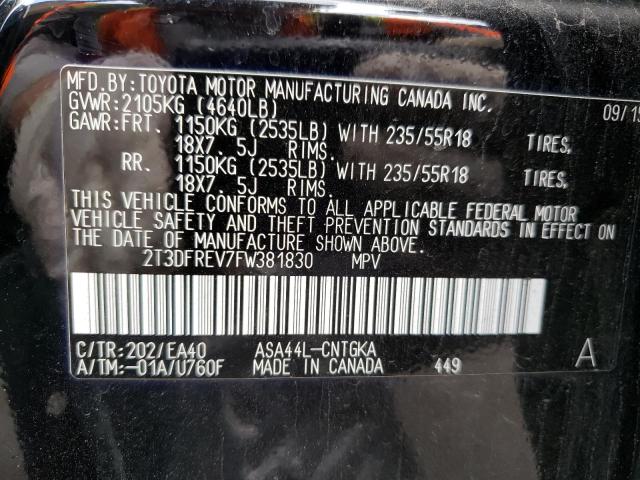 MFD.BY:TOYOTA MOTOR MANUFACTURING CANADA INC.
GVWR:2105KG (4640LB) 09/15
GAWR:FRT. 1150KG (2535LB) WITH 235/55R18 TIRES,
18X7. 5J RIMS.
RR. 1150KG (2535LB) WITH 235/55R18 TIRES,
18X7. 5J RIMS.
THIS VEHICLE CONFORMS TO ALL APPLICABLE FEDERAL MOTOR
VEHICLE SAFETY AND THEFT PREVENTION STANDARDS IN EFFECT ON
THE DATE OF MANUFACTURE SHOWN ABOVE.
2T3DFREV7FW381830 MPV
C/TR:202/EA40 ASA44L-CNTGKA A
A/TM:-01A/U760F MADE IN CANADA 449